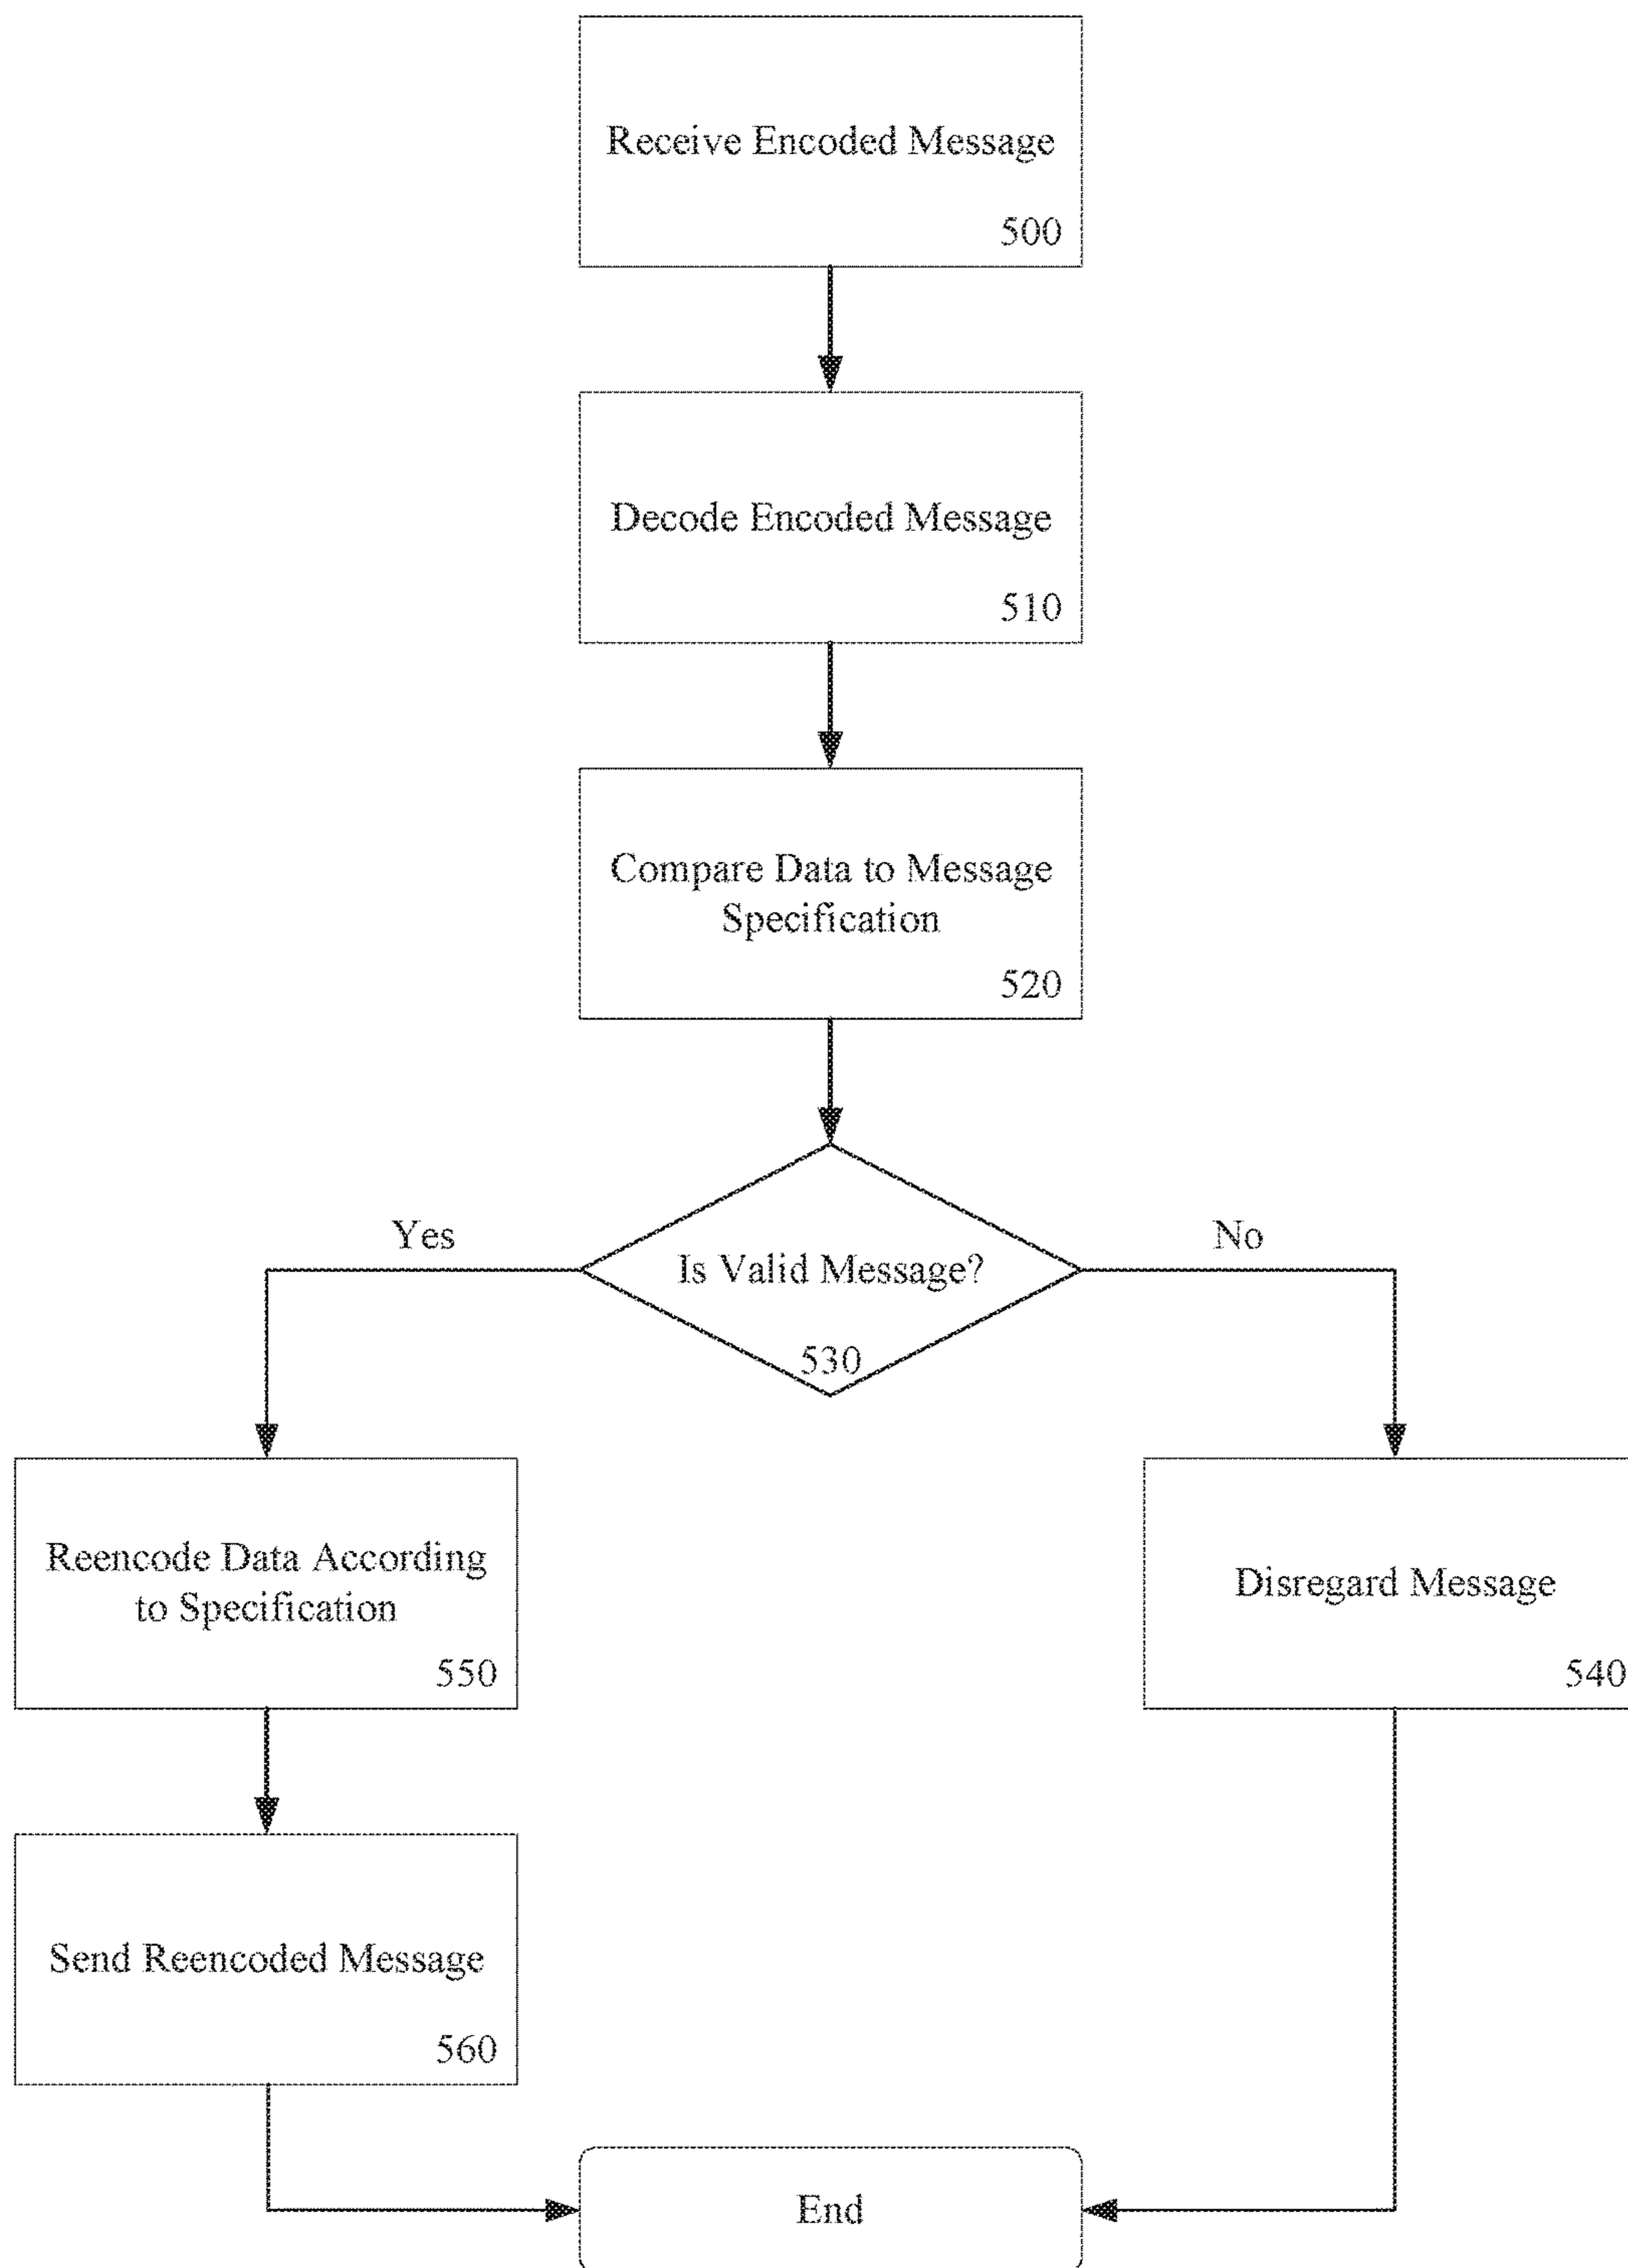 Receive Encoded Message
500
Decode Encoded Message
510
Compare Data to Message
Specification
520
Is Valid Message?
530
Yes
No
Reencode Data According
to Specification
550
Disregard Message
540
Send Reencoded Message
560
End